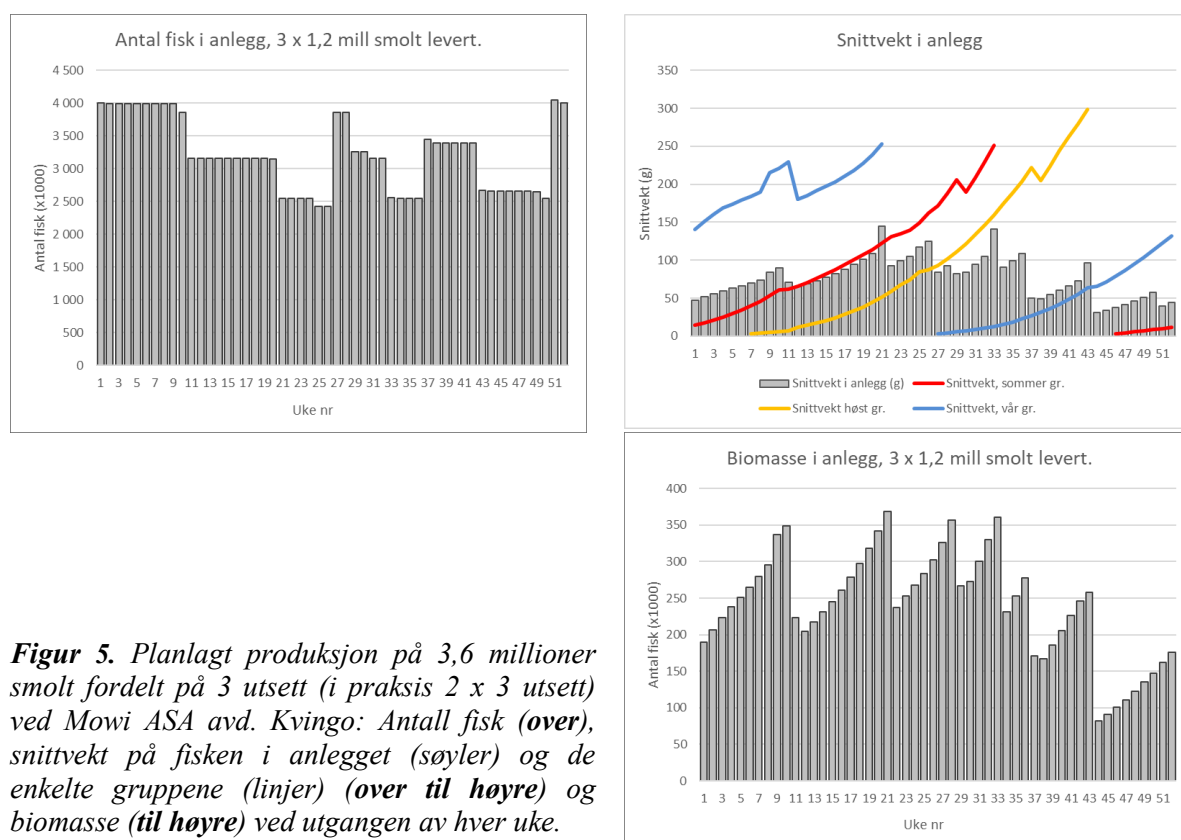 Antal fisk i anlegg, 3 x 1,2 mill smolt levert.
4 500
4 000
3 500
3 000
2 500
2 000
1 500
1 000
500
0
Antal fisk (x1000)
1 3 5 7 9 11 13 15 17 19 21 23 25 27 29 31 33 35 37 39 41 43 45 47 49 51
Uke nr
Snittvekt i anlegg
350
300
250
200
150
100
50
0
Snittvekt (g)
1 3 5 7 9 11 13 15 17 19 21 23 25 27 29 31 33 35 37 39 41 43 45 47 49 51
Snittvekt i anlegg (g)
Snittvekt, sommer gr.
Snittvekt høst gr.
Snittvekt, vår gr.
Biomasse i anlegg, 3 x 1,2 mill smolt levert.
400
350
300
250
200
150
100
50
0
Antal fisk (x1000)
1 3 5 7 9 11 13 15 17 19 21 23 25 27 29 31 33 35 37 39 41 43 45 47 49 51
Uke nr
Figur 5. Planlagt produksjon på 3,6 millioner
smolt fordelt på 3 utsett (i praksis 2 x 3 utsett)
ved Mowi ASA avd. Kvingo: Antall fisk (over),
snittvekt på fisken i anlegget (søyler) og de
enkelte gruppene (linjer) (over til høyre) og
biomasse (til høyre) ved utgangen av hver uke.